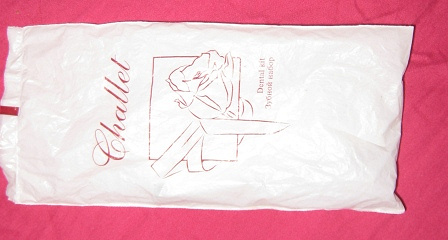 Challet
Dental kit
Зубной набор